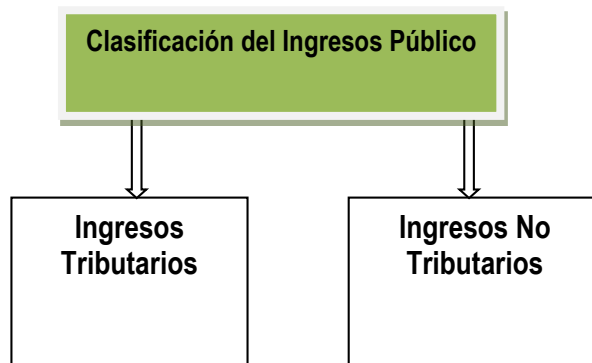 Clasificación del Ingresos Público
Ingresos
Tributarios
Ingresos No
Tributarios